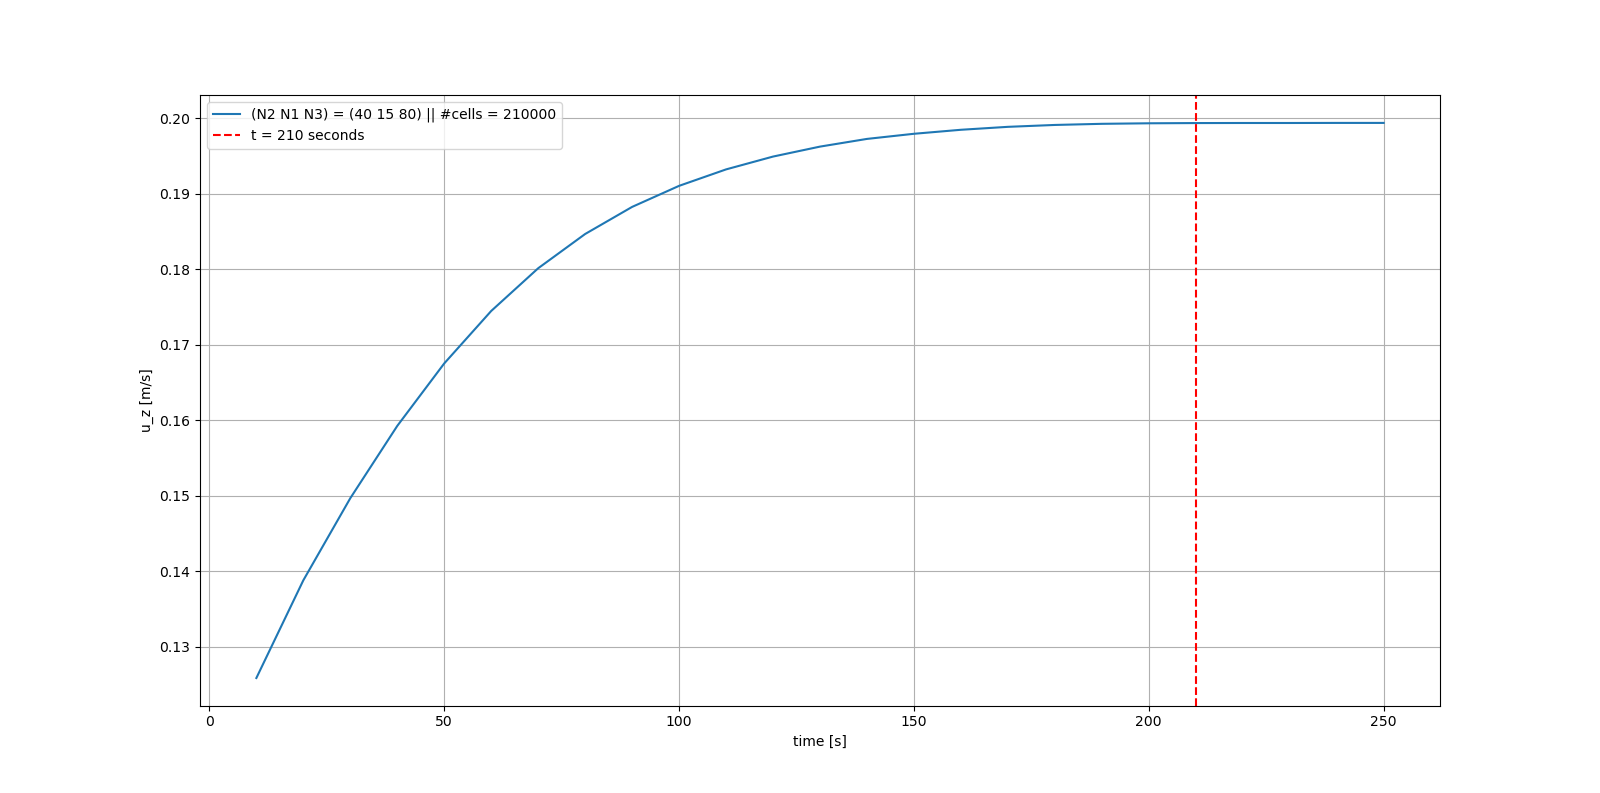 (N2 N1 N3) = (40 15 80) || #cells = 210000
t = 210 seconds
0.20
0.19
0.18
0.17
0.16
0.15
0.14
0.13
u_z [m/s]
0 50 100 150 200 250
time [s]